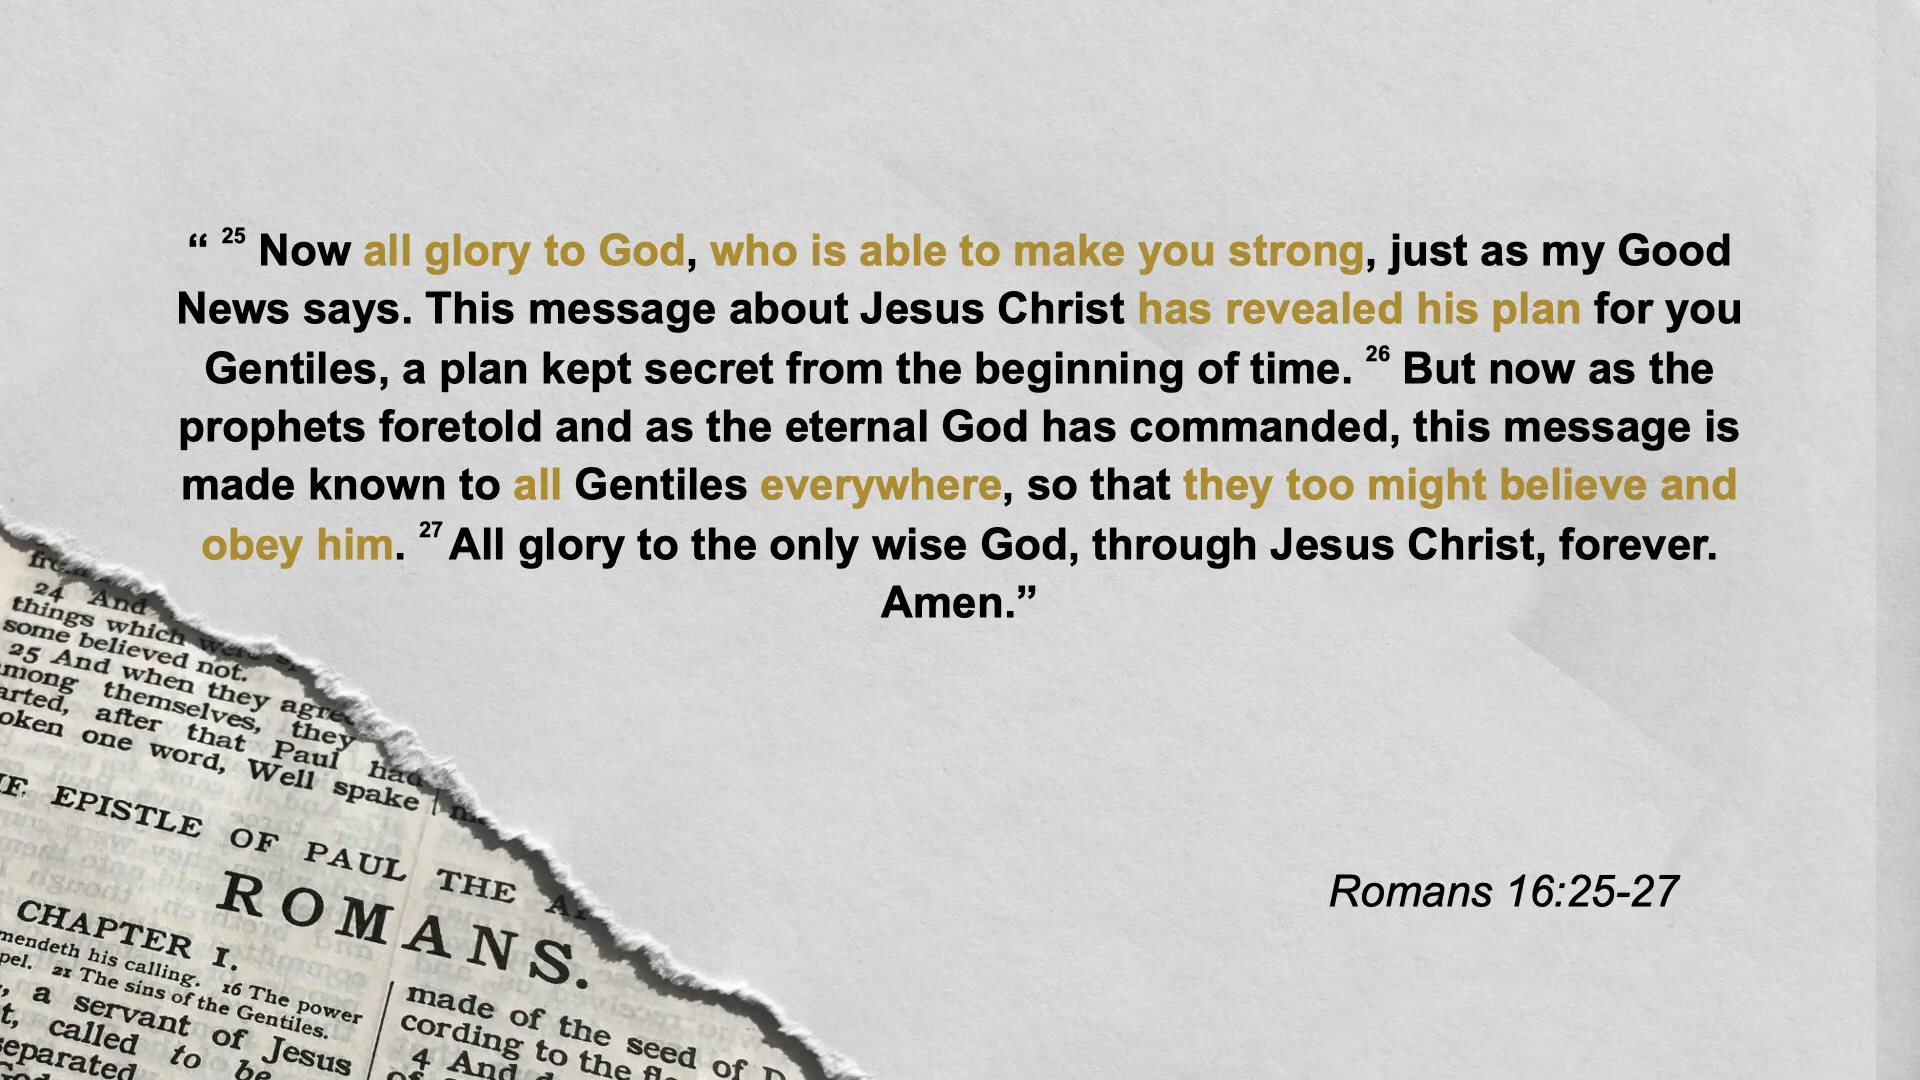 “ 25 Now all glory to God, who is able to make you strong, just as my Good
News says. This message about Jesus Christ has revealed his plan for you
Gentiles, a plan kept secret from the beginning of time. 26 But now as the
prophets foretold and as the eternal God has commanded, this message is
made known to all Gentiles everywhere, so that they too might believe and
obey him. 27 All glory to the only wise God, through Jesus Christ, forever.
Amen.”
Romans 16:25-27
24 And
things which were
some believed not.
25 And when they
themselves, they
after that Paul had
one word, Well spake
EPISTLE OF PAUL THE
ROMANS.
CHAPTER I.
his calling. 16 The power
21 The sins of the Gentiles.
a servant of Jesus
called to be
made of the seed of
to the
4 And